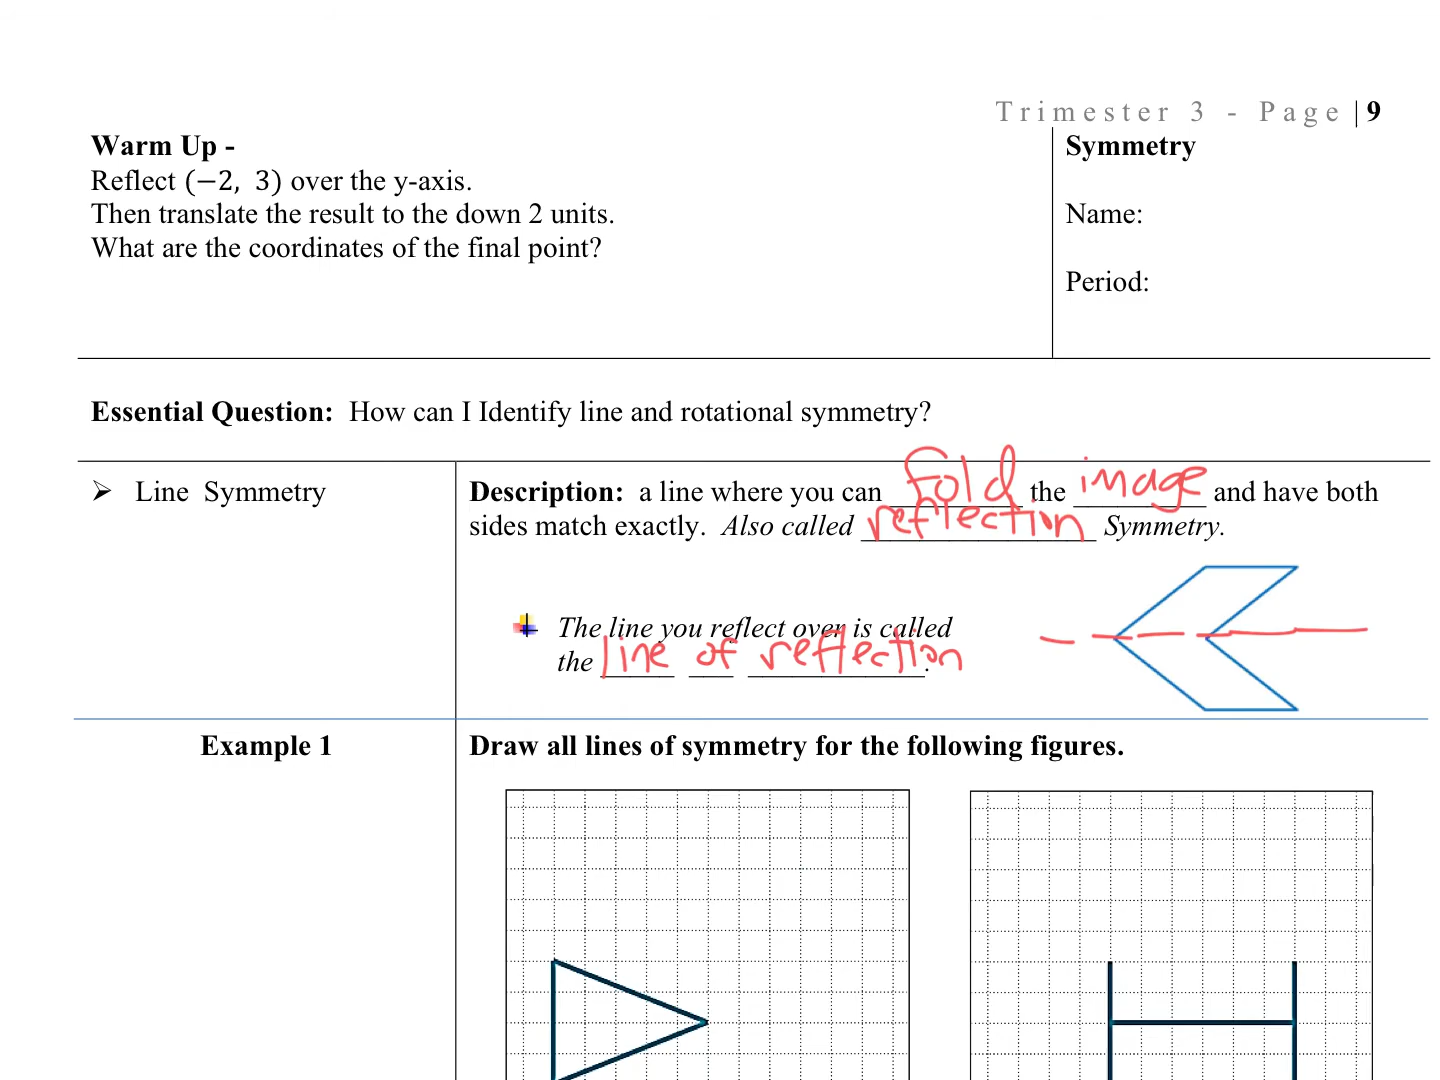 Trimester 3 - Page | 9
Warm Up -
Reflect (−2, 3) over the y-axis.
Then translate the result to the down 2 units.
What are the coordinates of the final point?
Symmetry
Name:
Period:
Essential Question: How can I Identify line and rotational symmetry?
➢ Line Symmetry
Description: a line where you can fold the image and have both
sides match exactly. Also called reflection Symmetry.
The line you reflect over is called
the line of reflection.
Example 1
Draw all lines of symmetry for the following figures.